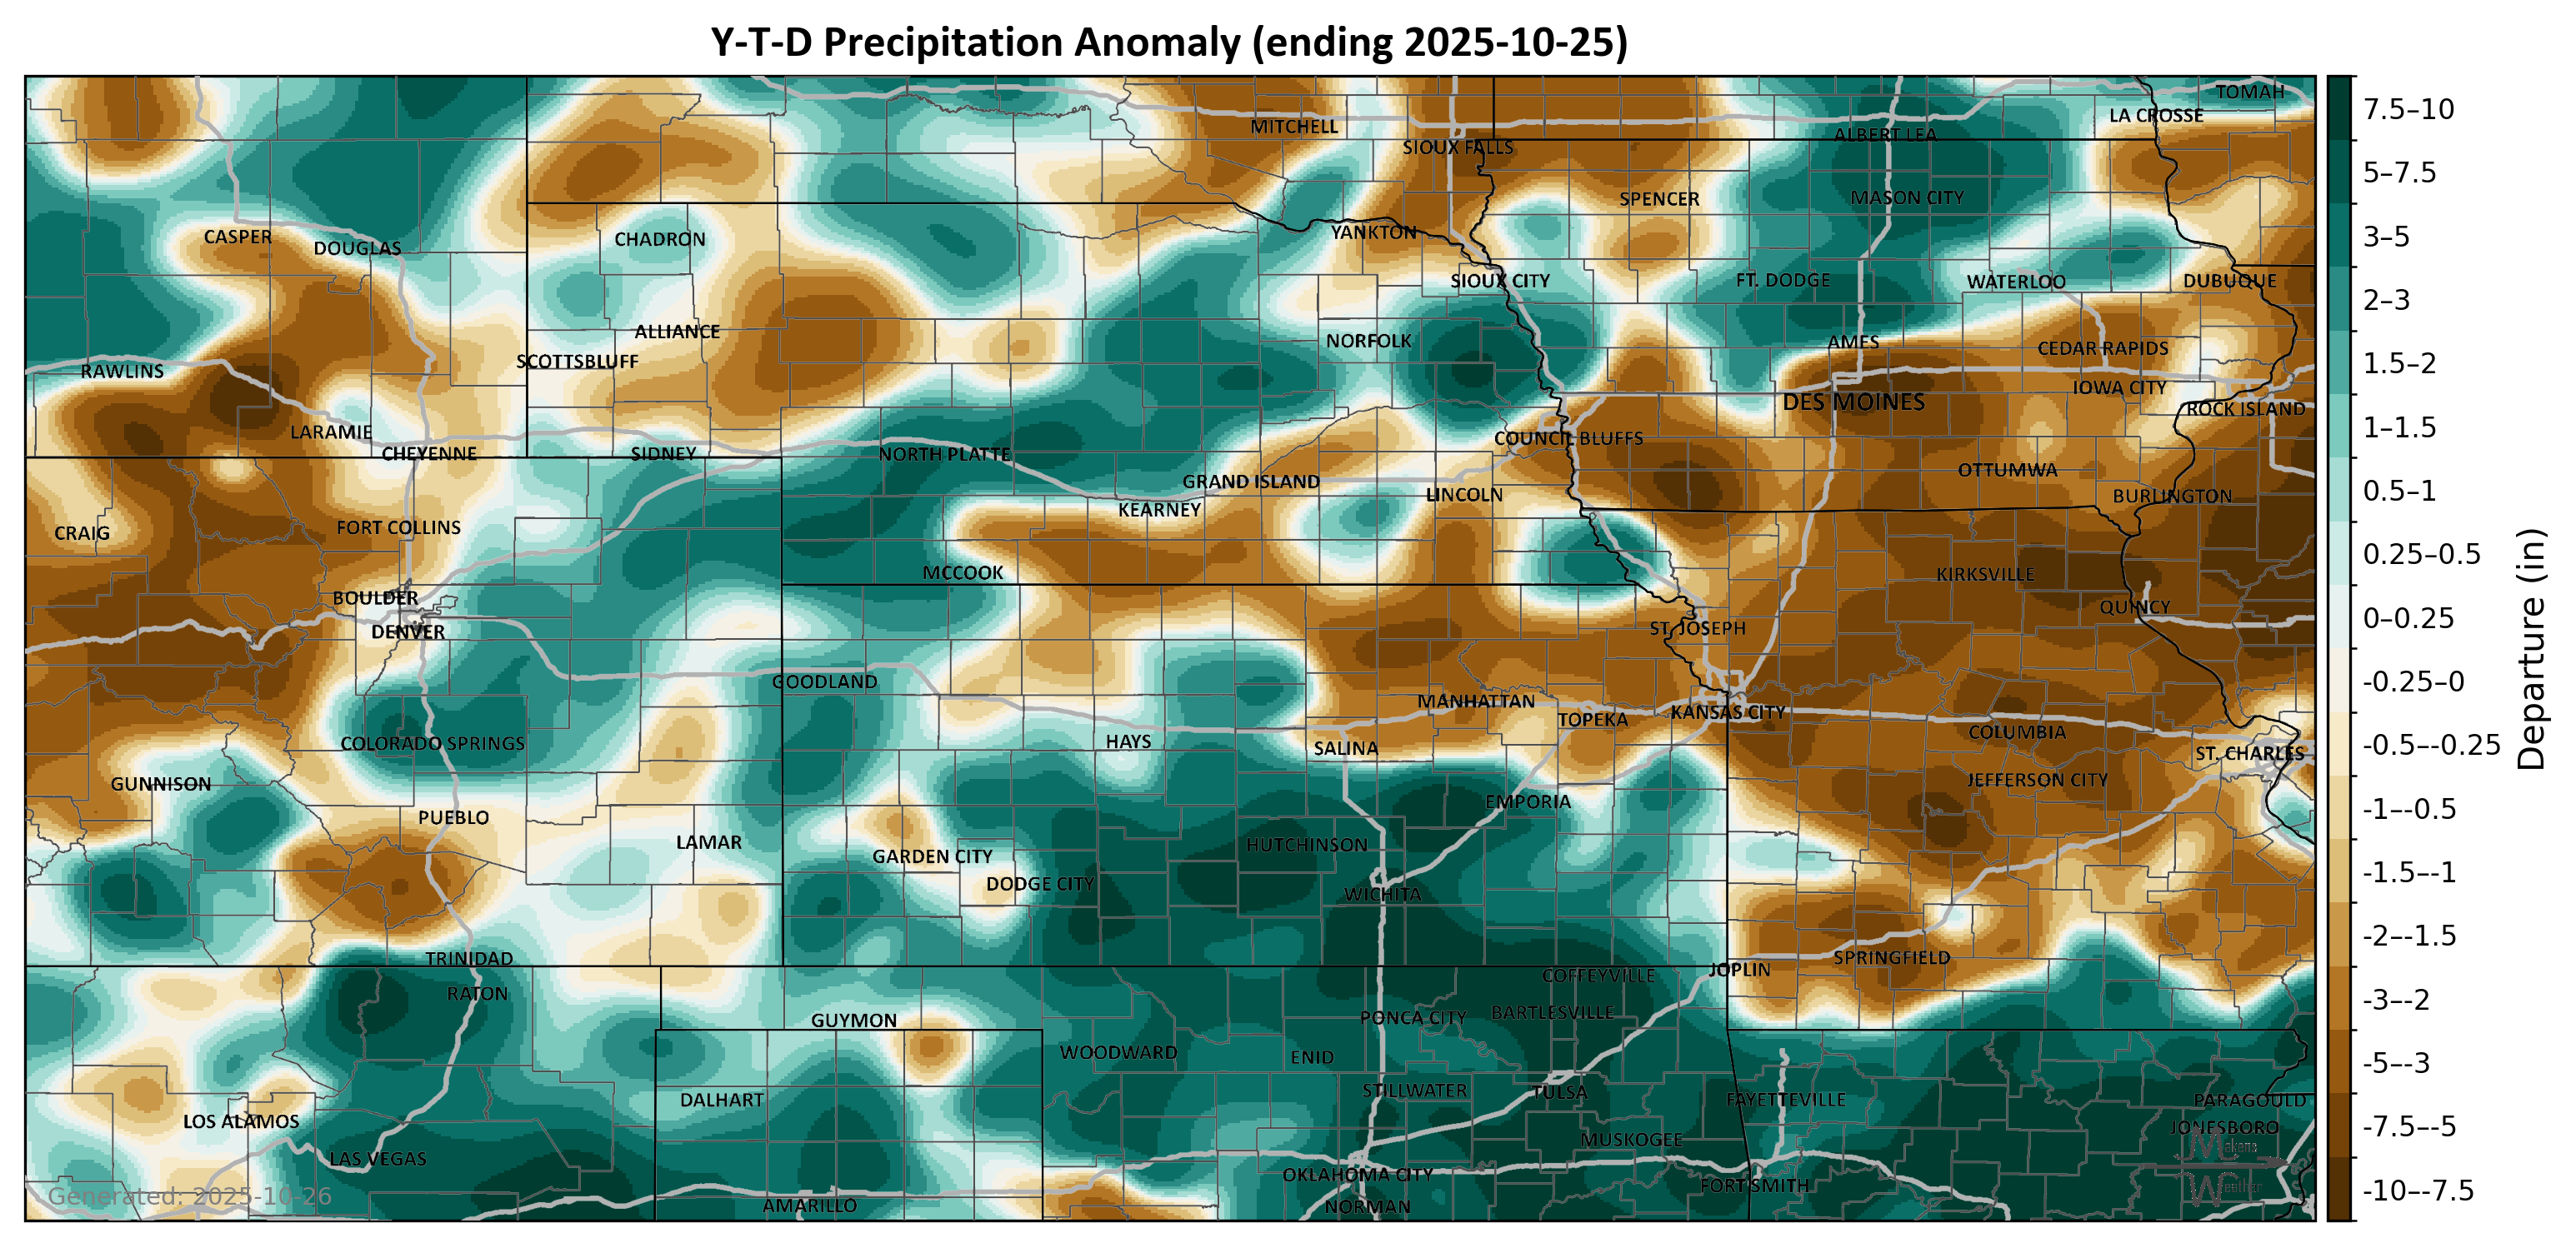 Y-T-D Precipitation Anomaly (ending 2025-10-25)
TOMAH
LA CROSSE
MITCHELL
ALBERT LEA
SIOUX FALLS
SPENCER
MASON CITY
CASPER
DOUGLAS
CHADRON
YANKTON
SIOUX CITY
FT. DODGE
WATERLOO
DUBUQUE
ALLIANCE
NORFOLK
AMES
CEDAR RAPIDS
SCOTTSBLUFF
RAWLINS
IOWA CITY
DES MOINES
ROCK ISLAND
LARAMIE
COUNCIL BLUFFS
CHEYENNE
SIDNEY
NORTH PLATTE
OTTUMWA
GRAND ISLAND
LINCOLN
BURLINGTON
KEARNEY
CRAIG
FORT COLLINS
MCCOOK
KIRKSVILLE
BOULDER
QUINCY
DENVER
ST. JOSEPH
GOODLAND
MANHATTAN
KANSAS CITY
TOPEKA
COLUMBIA
COLORADO SPRINGS
HAYS
SALINA
ST. CHARLES
GUNNISON
JEFFERSON CITY
EMPORIA
PUEBLO
LAMAR
HUTCHINSON
GARDEN CITY
DODGE CITY
WICHITA
TRINIDAD
SPRINGFIELD
JOPLIN
COFFEYVILLE
RATON
BARTLESVILLE
PONCA CITY
GUYMON
WOODWARD
ENID
STILLWATER
TULSA
DALHART
FAYETTEVILLE
PARAGOULD
LOS ALAMOS
JONESBORO
MUSKOGEE
LAS VEGAS
OKLAHOMA CITY
FORT SMITH
AMARILLO
NORMAN
Generated: 2025-10-26
Makens
Weather
7.5–10
5–7.5
3–5
2–3
1.5–2
1–1.5
0.5–1
0.25–0.5
0–0.25
-0.25–0
-0.5–-0.25
-1–-0.5
-1.5–-1
-2–-1.5
-3–-2
-5–-3
-7.5–-5
-10–-7.5
Departure (in)